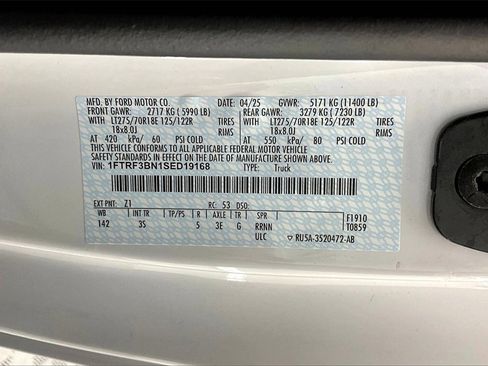 MFD. BY FORD MOTOR CO. DATE: 04/25 GVWR: 5171 KG (11400 LB)
FRONT GAWR: 2717 KG (5990 LB) REAR GAWR: 3279 KG (7230 LB)
WITH LT275/70R18E 125/122R TIRES WITH LT275/70R18E 125/122R TIRES
18x8.0J RIMS 18x8.0J RIMS
AT 420 kPa/ 60 PSI COLD AT 550 kPa/ 80 PSI COLD
THIS VEHICLE CONFORMS TO ALL APPLICABLE FEDERAL MOTOR VEHICLE
SAFETY STANDARDS IN EFFECT ON THE DATE OF MANUFACTURE SHOWN ABOVE.
VIN: 1FTRF3BN1SED19168 TYPE: Truck
EXT PNT: Z1 RC: 53 DSO:
WB INT TR TP/PS R AXLE TR SPR F1910
142 3S 5 3E G RRNN T0859
ULC RU5A-3520472-AB